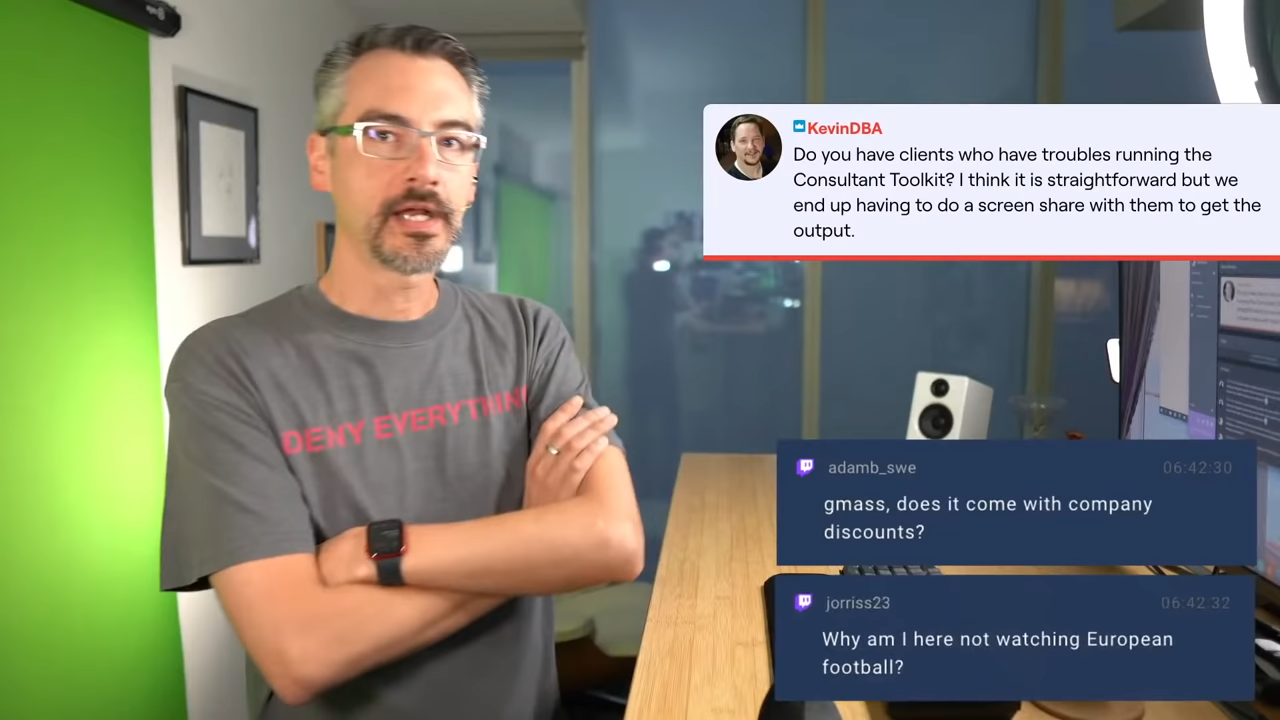 KevinDBA
Do you have clients who have troubles running the
Consultant Toolkit? I think it is straightforward but we
end up having to do a screen share with them to get the
output.
DENY EVERYTHIN
adamb_swe
06:42:30
gmass, does it come with company
discounts?
jorriss23
06:42:32
Why am I here not watching European
football?